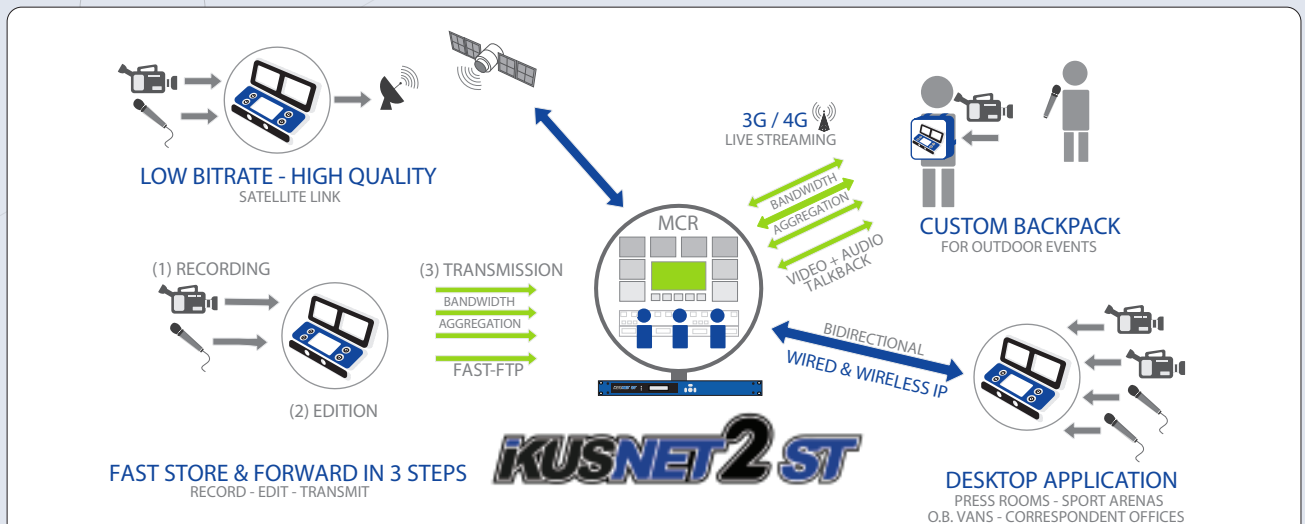 LOW BITRATE - HIGH QUALITY
SATELLITE LINK
3G / 4G
LIVE STREAMING
BANDWIDTH
AGGREGATION
VIDEO + AUDIO
TALKBACK
CUSTOM BACKPACK
FOR OUTDOOR EVENTS
MCR
(1) RECORDING
(2) EDITION
(3) TRANSMISSION
BANDWIDTH
AGGREGATION
FAST-FTP
FAST STORE & FORWARD IN 3 STEPS
RECORD - EDIT - TRANSMIT
BIDIRECTIONAL
WIRED & WIRELESS IP
iKUSNET2 ST
DESKTOP APPLICATION
PRESS ROOMS - SPORT ARENAS
O.B. VANS - CORRESPONDENT OFFICES